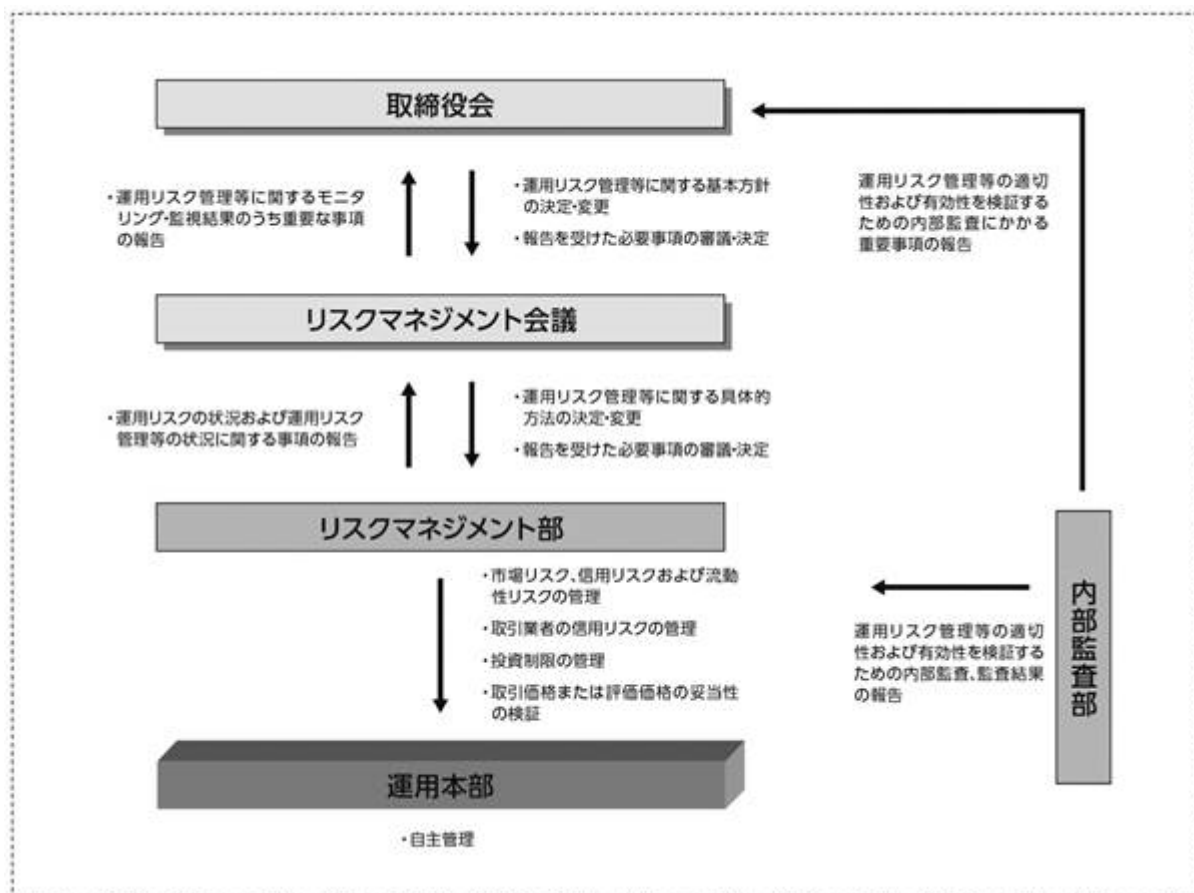 取締役会
・運用リスク管理等に関するモニタ
リング・監視結果のうち重要な事項
の報告
・運用リスク管理等に関する基本方針
の決定・変更
・報告を受けた必要事項の審議・決定
運用リスク管理等の適切
性および有効性を検証する
ための内部監査にかかる
重要事項の報告
リスクマネジメント会議
・運用リスクの状況および運用リスク
管理等の状況に関する事項の報告
・運用リスク管理等に関する具体的
方法の決定・変更
・報告を受けた必要事項の審議・決定
リスクマネジメント部
・市場リスク、信用リスクおよび流動
性リスクの管理
・取引業者の信用リスクの管理
・投資制限の管理
・取引価格または評価価格の妥当性
の検証
運用リスク管理等の適切
性および有効性を検証する
ための内部監査、監査結果
の報告
内部監査部
運用本部
・自主管理